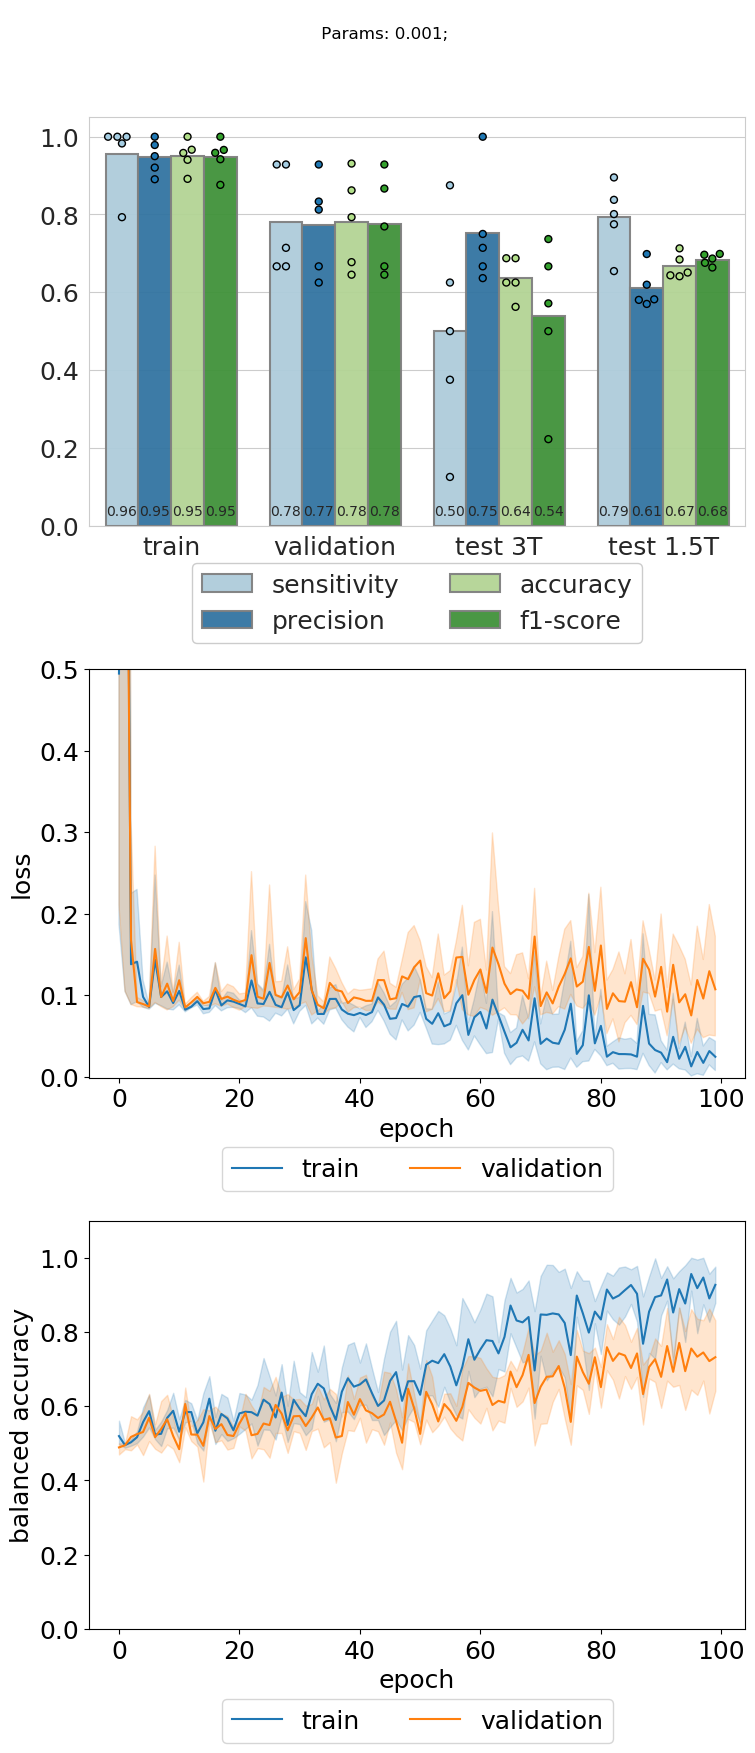 Params: 0.001;
1.0
0.8
0.6
0.4
0.2
0.0
0.96 0.95 0.95 0.95 0.78 0.77 0.78 0.78 0.50 0.75 0.64 0.54 0.79 0.61 0.67 0.68
train validation test 3T test 1.5T
sensitivity accuracy
precision f1-score
0.5
0.4
0.3
0.2
0.1
0.0
loss
0 20 40 60 80 100
epoch
train validation
1.0
0.8
0.6
0.4
0.2
0.0
balanced accuracy
0 20 40 60 80 100
epoch
train validation